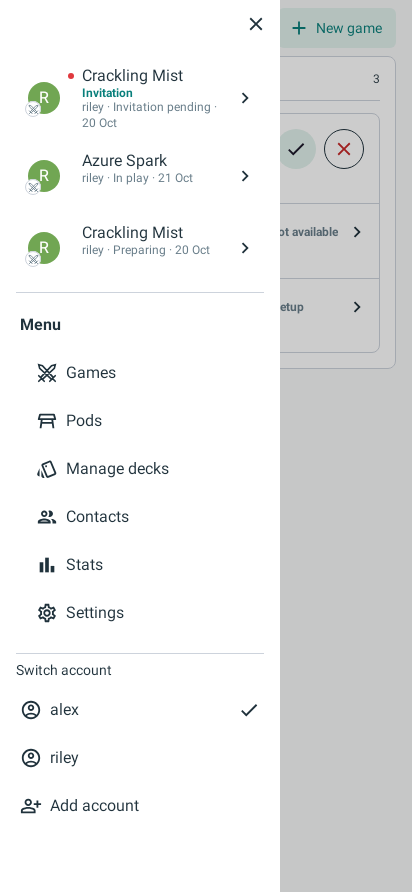 New game
3
R
Crackling Mist
Invitation
riley · Invitation pending ·
20 Oct
R
Azure Spark
riley · In play · 21 Oct
ot available
R
Crackling Mist
riley · Preparing · 20 Oct
etup
Menu
Games
Pods
Manage decks
Contacts
Stats
Settings
Switch account
alex
riley
Add account